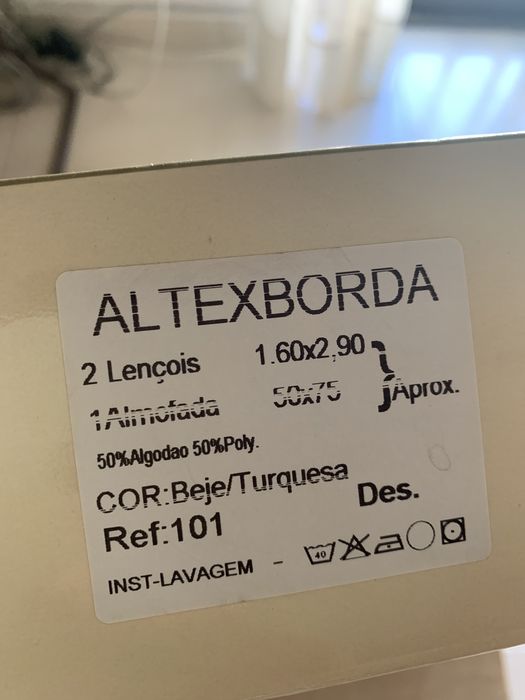 ALTEXBORDA
2 Lençois 1.60x2,90
1Almofada 50x75 Aprox.
50%Algodao 50%Poly.
COR:Beje/Turquesa
Ref:101 Des.
INST-LAVAGEM - 40